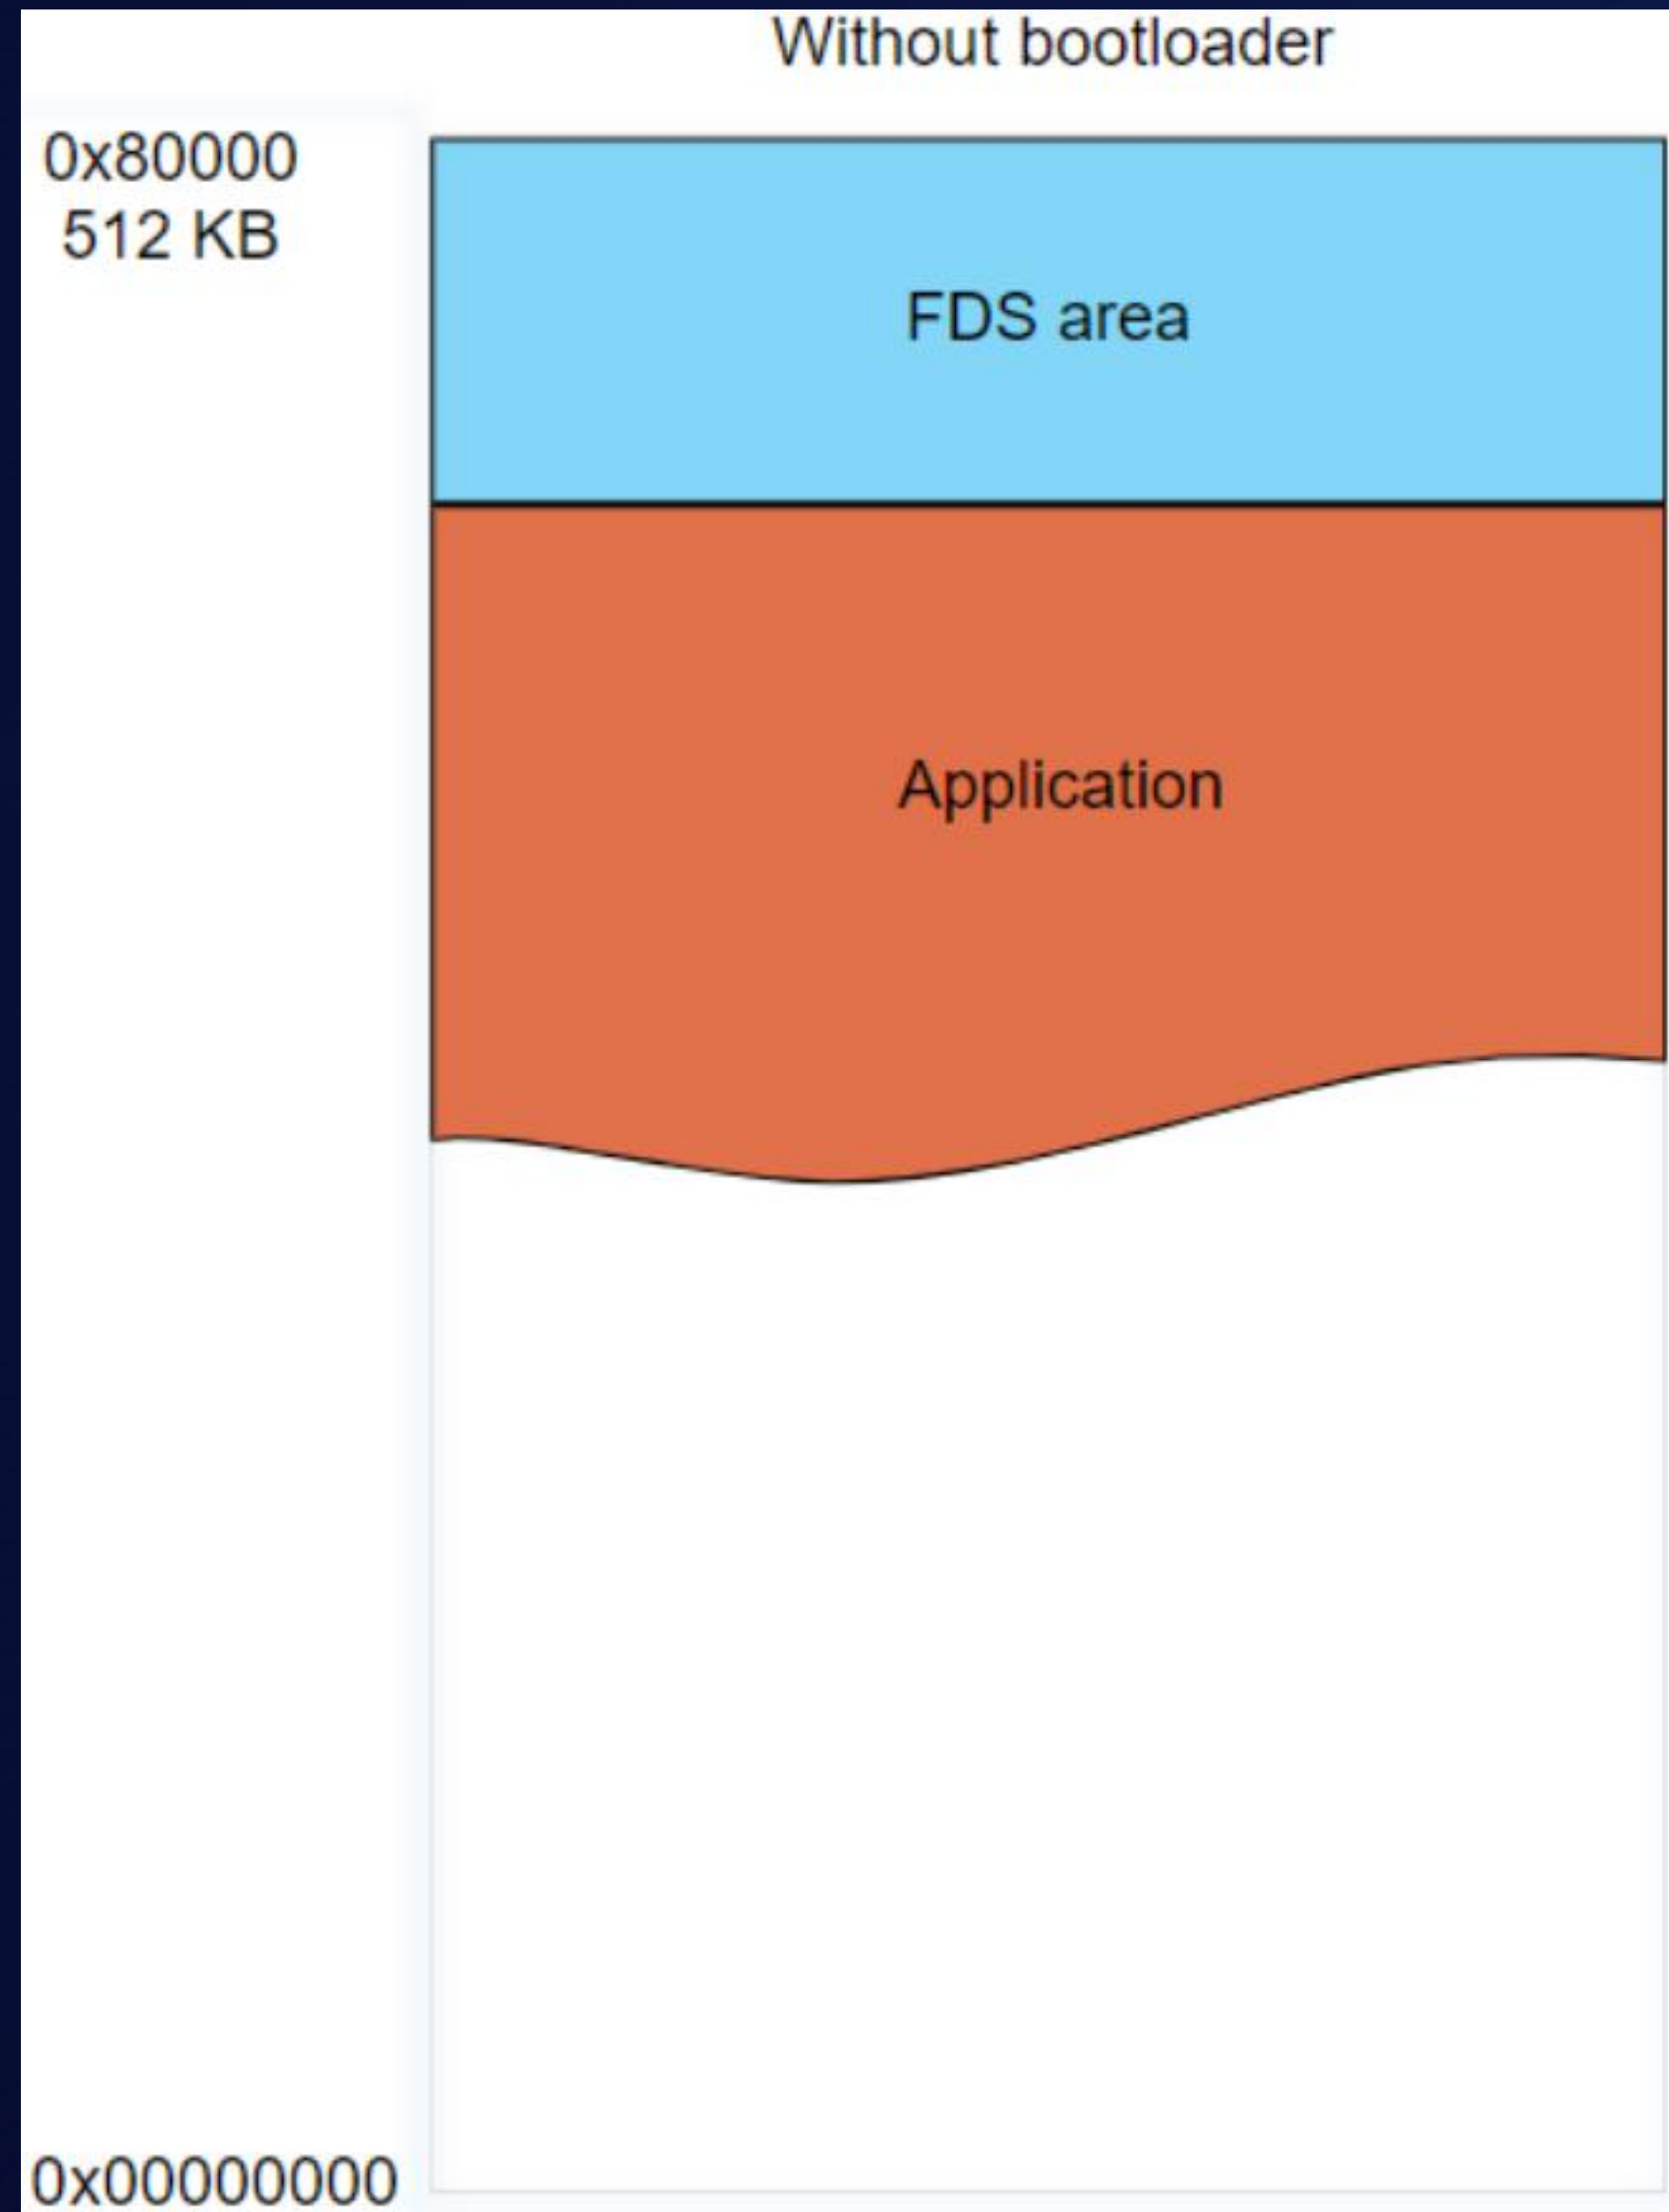 Without bootloader
0x80000
512 KB
FDS area
Application
0x00000000